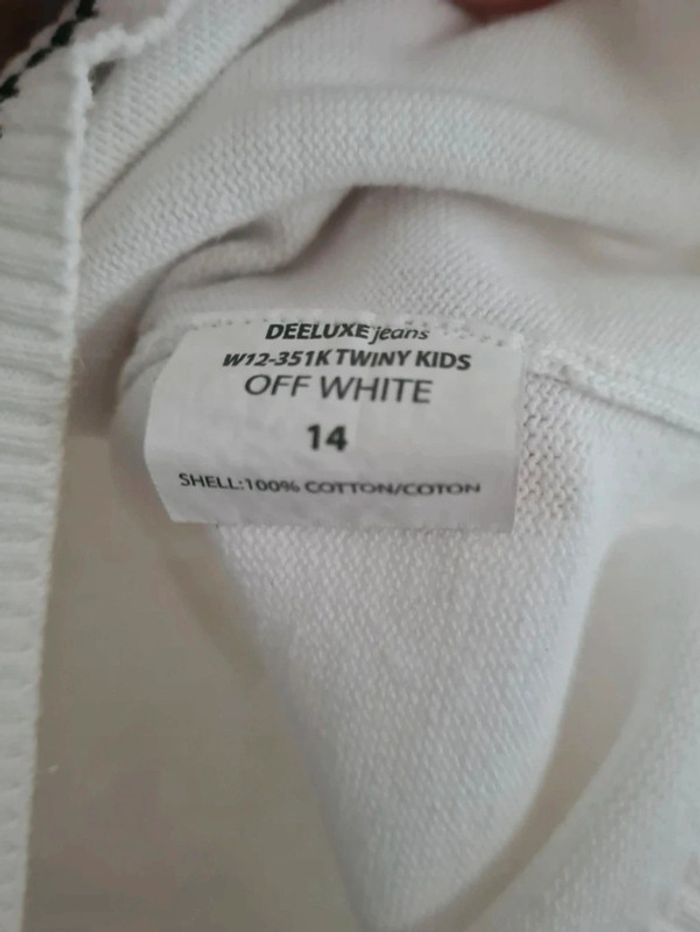 DEELUXE jeans
W12-351K TWINY KIDS
OFF WHITE
14
SHELL:100% COTTON/COTON